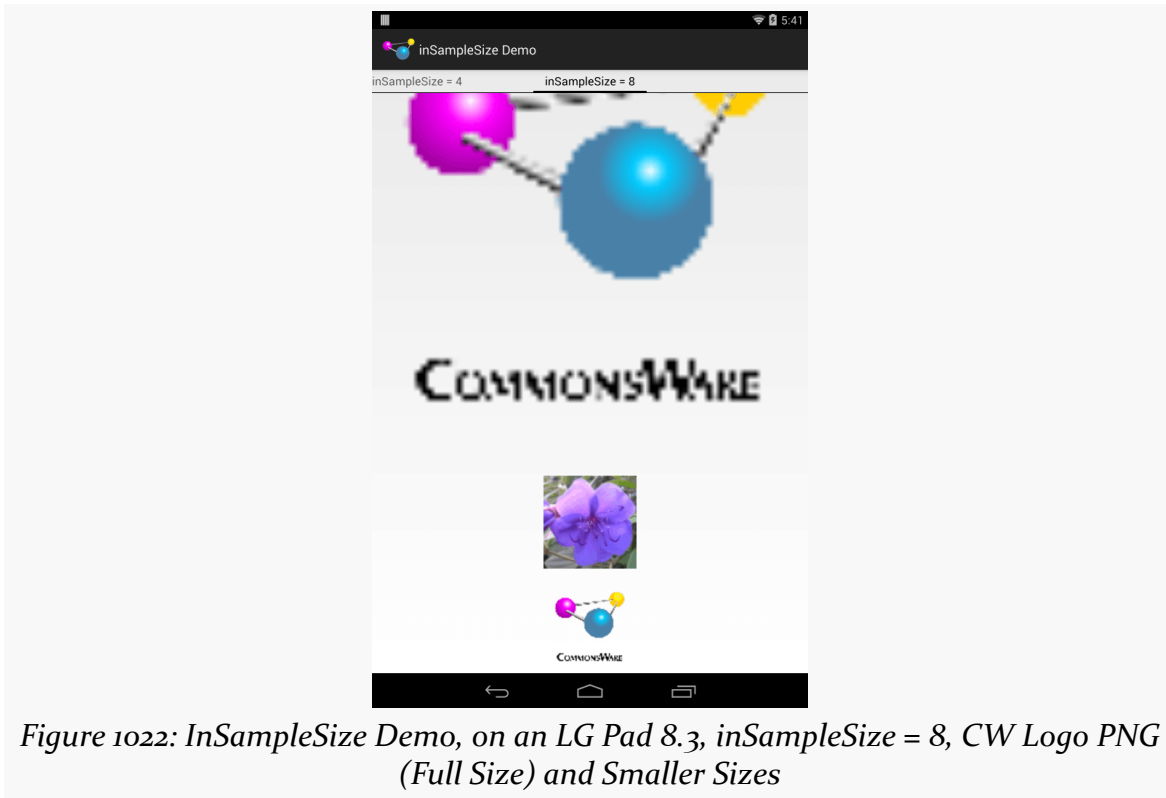 5:41
inSampleSize Demo
inSampleSize = 4 inSampleSize = 8
COMMONSWARE
COMMONSWARE
Figure 1022: InSampleSize Demo, on an LG Pad 8.3, inSampleSize = 8, CW Logo PNG
(Full Size) and Smaller Sizes